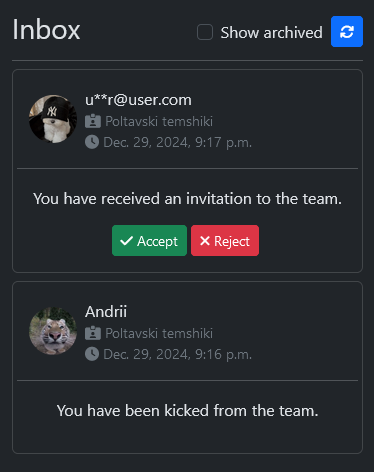 Inbox
Show archived
u**r@user.com
Poltavski temshiki
Dec. 29, 2024, 9:17 p.m.
You have received an invitation to the team.
Accept
Reject
Andrii
Poltavski temshiki
Dec. 29, 2024, 9:16 p.m.
You have been kicked from the team.